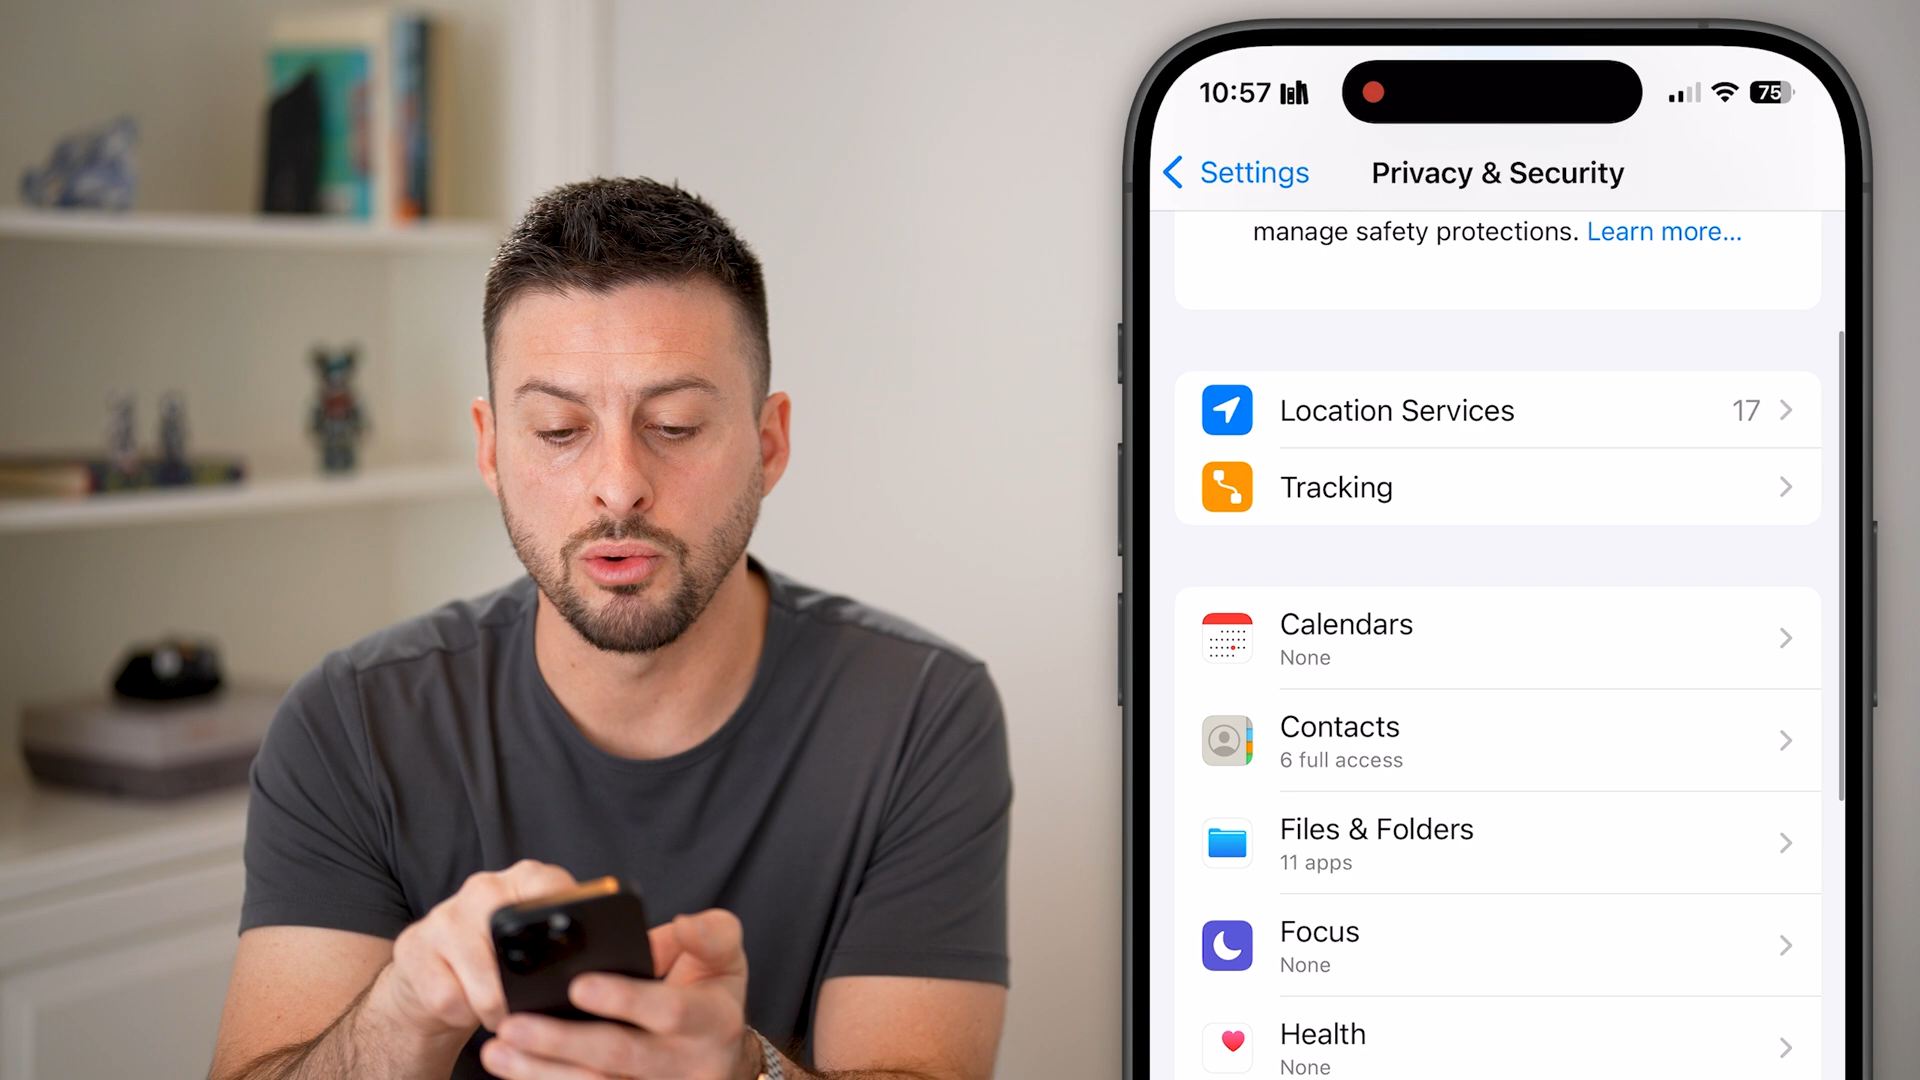 10:57
75
Settings
Privacy & Security
manage safety protections. Learn more...
Location Services
17
Tracking
Calendars
None
Contacts
6 full access
Files & Folders
11 apps
Focus
None
Health
None